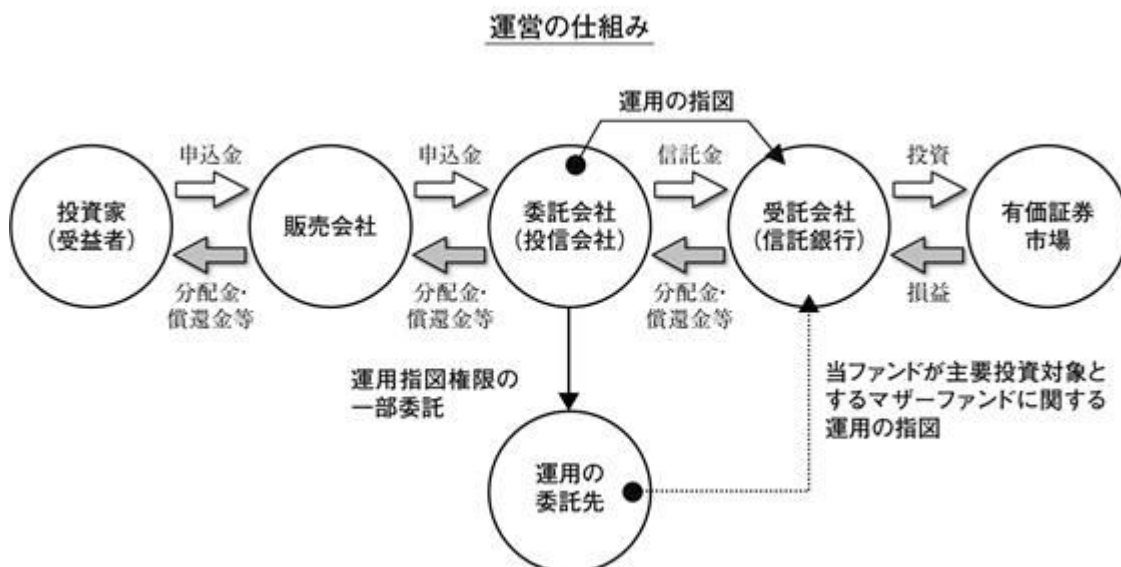 運営の仕組み
運用の指図
申込金
申込金
信託金
投資
投資家
(受益者)
販売会社
委託会社
(投信会社)
受託会社
(信託銀行)
有価証券
市場
分配金・
償還金等
分配金・
償還金等
分配金・
償還金等
損益
運用指図権限の
一部委託
当ファンドが主要投資対象と
するマザーファンドに関する
運用の指図
運用の
委託先